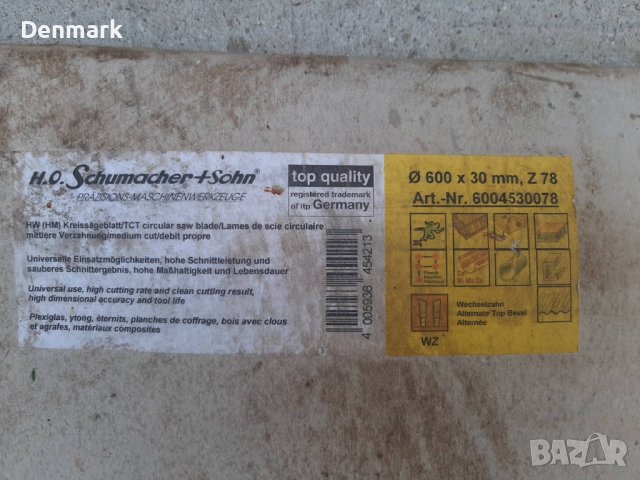 Denmark
H.O. Schumacher+Sohn®
PRÄZISIONS-MASCHINENWERKZEUGE
top quality
registered trademark
of itp Germany
HW (HM) Kreissägeblatt/TCT circular saw blade/Lames de scie circulaire
mittlere Verzahnung/medium cut/debit propre
Universelle Einsatzmöglichkeiten, hohe Schnittleistung und
sauberes Schnittergebnis, hohe Maßhaltigkeit und Lebensdauer
Universal use, high cutting rate and clean cutting result,
high dimensional accuracy and tool life
Plexiglas, ytong, éternits, planches de coffrage, bois avec clous
et agrafes, matériaux composites
4 005936 454213
Ø 600 x 30 mm, Z 78
Art.-Nr. 6004530078
WZ
Wechselzahn
Alternate Top Bevel
Alternée
BAZAR